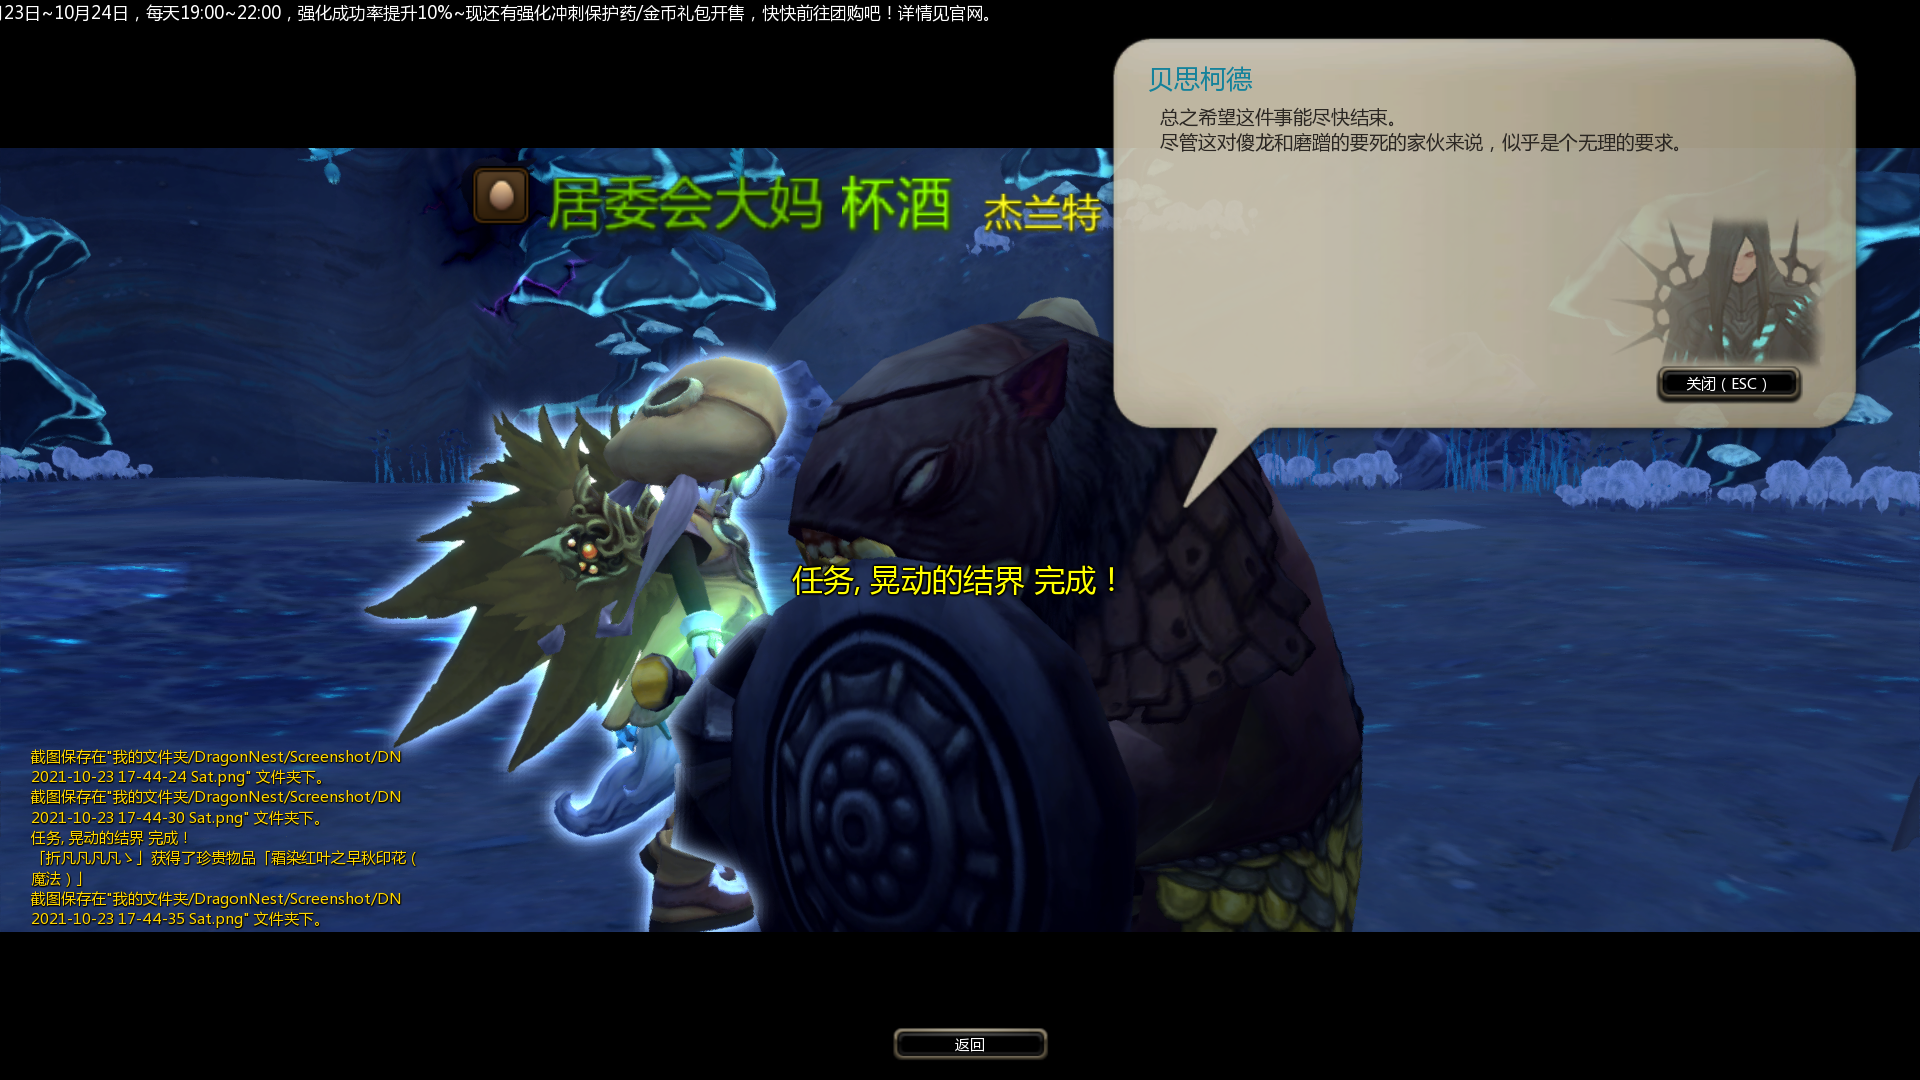 23日~10月24日，每天19:00~22:00，强化成功率提升10%~现还有强化冲刺保护药/金币礼包开售，快快前往团购吧！详情见官网。
贝思柯德
总之希望这件事能尽快结束。
尽管这对傻龙和磨蹭的要死的家伙来说，似乎是个无理的要求。
居委会大妈 杯酒 杰兰特
关闭（ESC）
任务, 晃动的结界 完成！
截图保存在"我的文件夹/DragonNest/Screenshot/DN
2021-10-23 17-44-24 Sat.png" 文件夹下。
截图保存在"我的文件夹/DragonNest/Screenshot/DN
2021-10-23 17-44-30 Sat.png" 文件夹下。
任务, 晃动的结界 完成！
「折凡凡凡凡ゝ」获得了珍贵物品「霜染红叶之早秋印花（
魔法）」
截图保存在"我的文件夹/DragonNest/Screenshot/DN
2021-10-23 17-44-35 Sat.png" 文件夹下。
返回